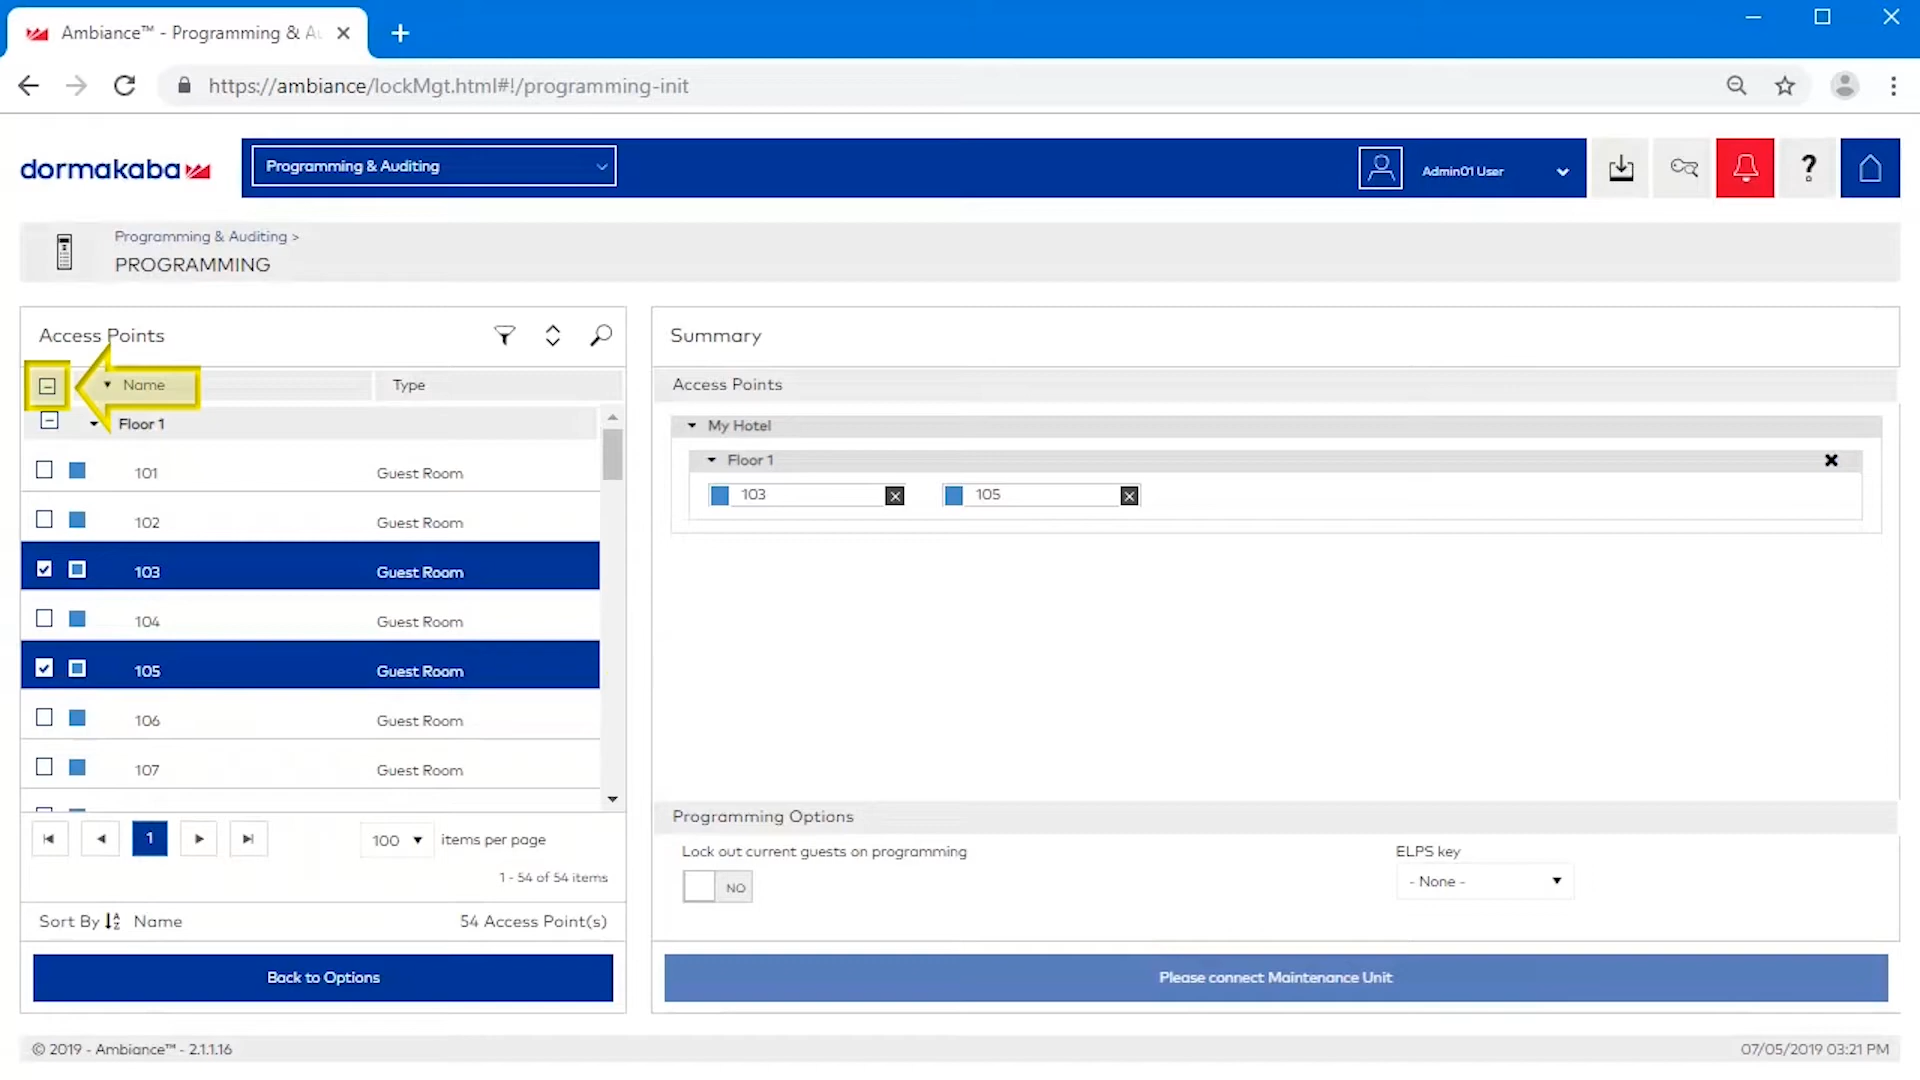 Ambiance™ - Programming & Au
https://ambiance/lockMgt.html#!/programming-init
dormakaba
Programming & Auditing
Admin01 User
?
Programming & Auditing >
PROGRAMMING
Access Points
Name
Type
Floor 1
101
Guest Room
102
Guest Room
103
Guest Room
104
Guest Room
105
Guest Room
106
Guest Room
107
Guest Room
1
100
items per page
1 - 54 of 54 items
Sort By
Name
54 Access Point(s)
Back to Options
Summary
Access Points
My Hotel
Floor 1
103
105
Programming Options
Lock out current guests on programming
NO
ELPS key
- None -
Please connect Maintenance Unit
© 2019 - Ambiance™ - 2.1.1.16
07/05/2019 03:21 PM